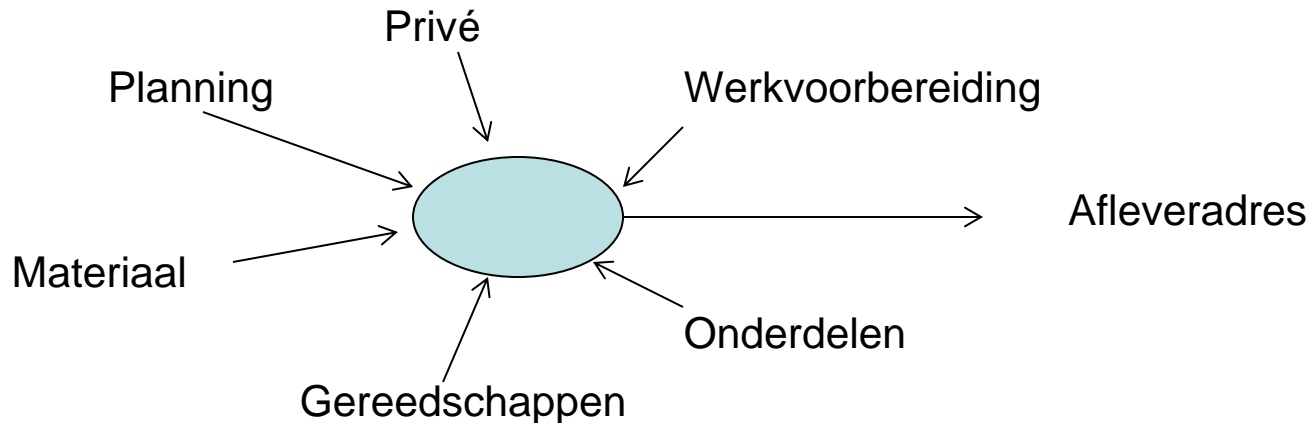 Privé
Planning
Werkvoorbereiding
Afleveradres
Materiaal
Onderdelen
Gereedschappen